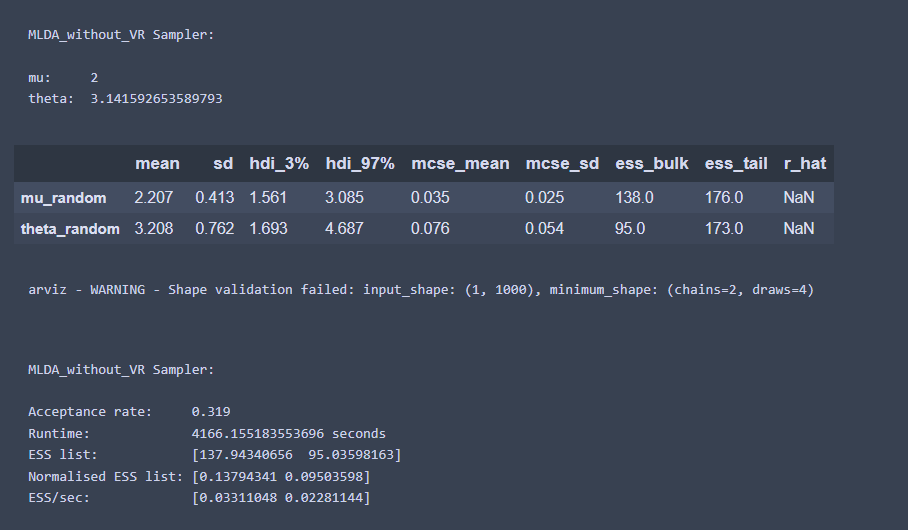 MLDA_without_VR Sampler:
mu: 2
theta: 3.141592653589793
mean sd hdi_3% hdi_97% mcse_mean mcse_sd ess_bulk ess_tail r_hat
mu_random 2.207 0.413 1.561 3.085 0.035 0.025 138.0 176.0 NaN
theta_random 3.208 0.762 1.693 4.687 0.076 0.054 95.0 173.0 NaN
arviz - WARNING - Shape validation failed: input_shape: (1, 1000), minimum_shape: (chains=2, draws=4)
MLDA_without_VR Sampler:
Acceptance rate: 0.319
Runtime: 4166.155183553696 seconds
ESS list: [137.94340656 95.03598163]
Normalised ESS list: [0.13794341 0.09503598]
ESS/sec: [0.03311048 0.02281144]